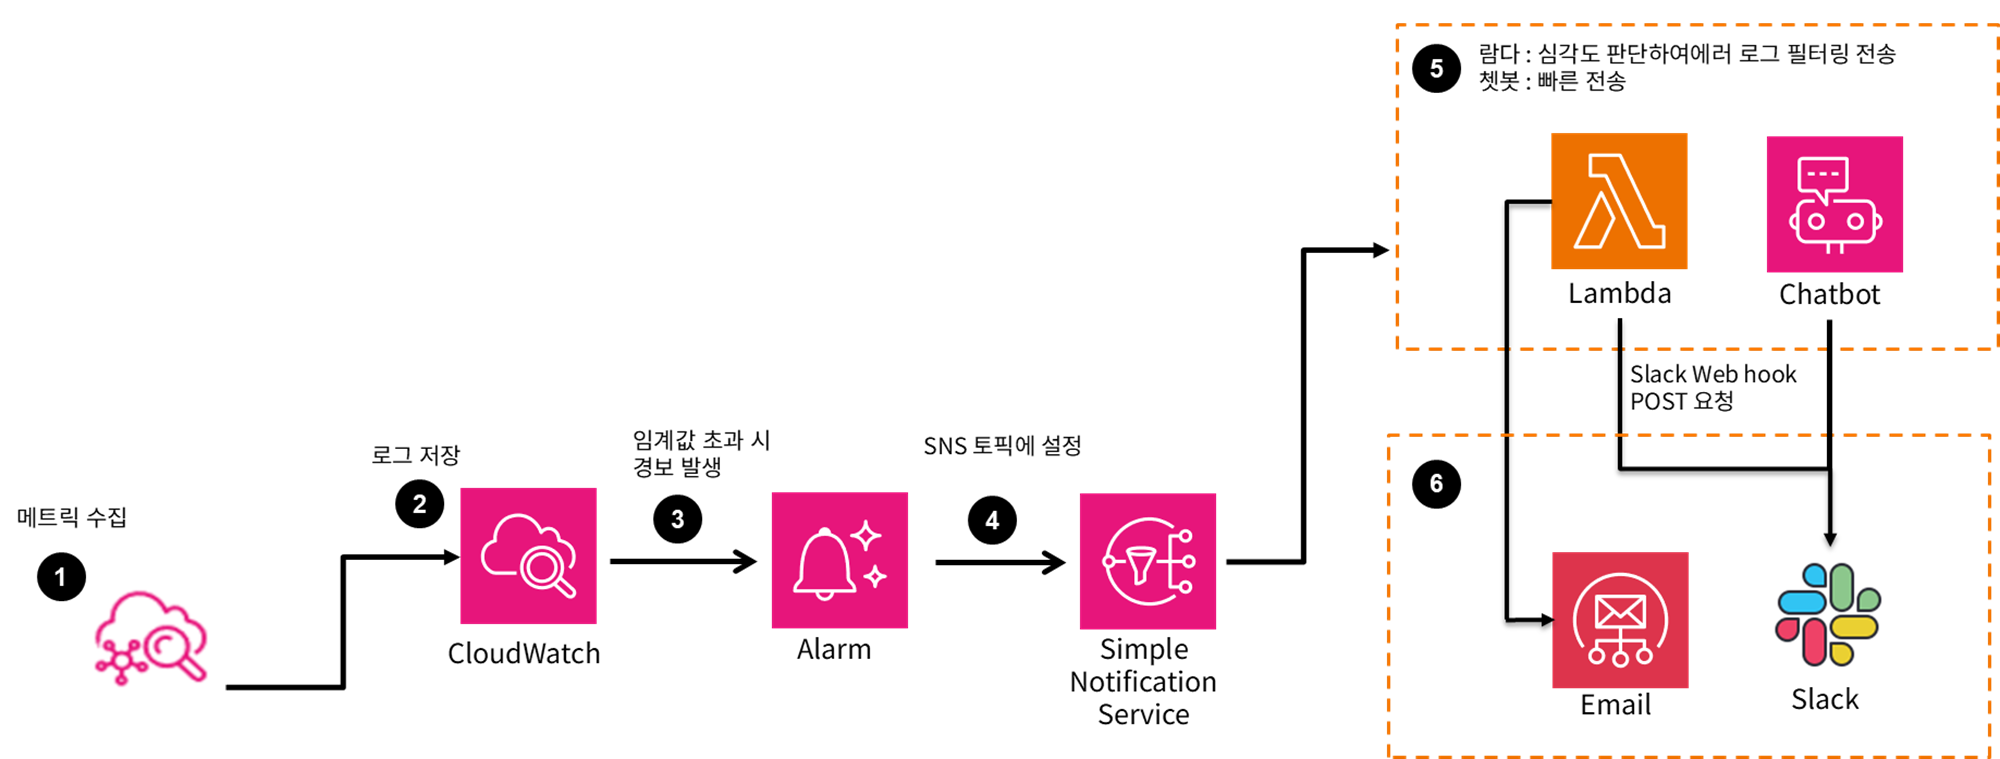 메트릭 수집
1
로그 저장
2
CloudWatch
임계값 초과 시
경보 발생
3
Alarm
SNS 토픽에 설정
4
Simple
Notification
Service
5
람다 : 심각도 판단하여에러 로그 필터링 전송
쳇봇 : 빠른 전송
Lambda
Chatbot
Slack Web hook
POST 요청
6
Email
Slack